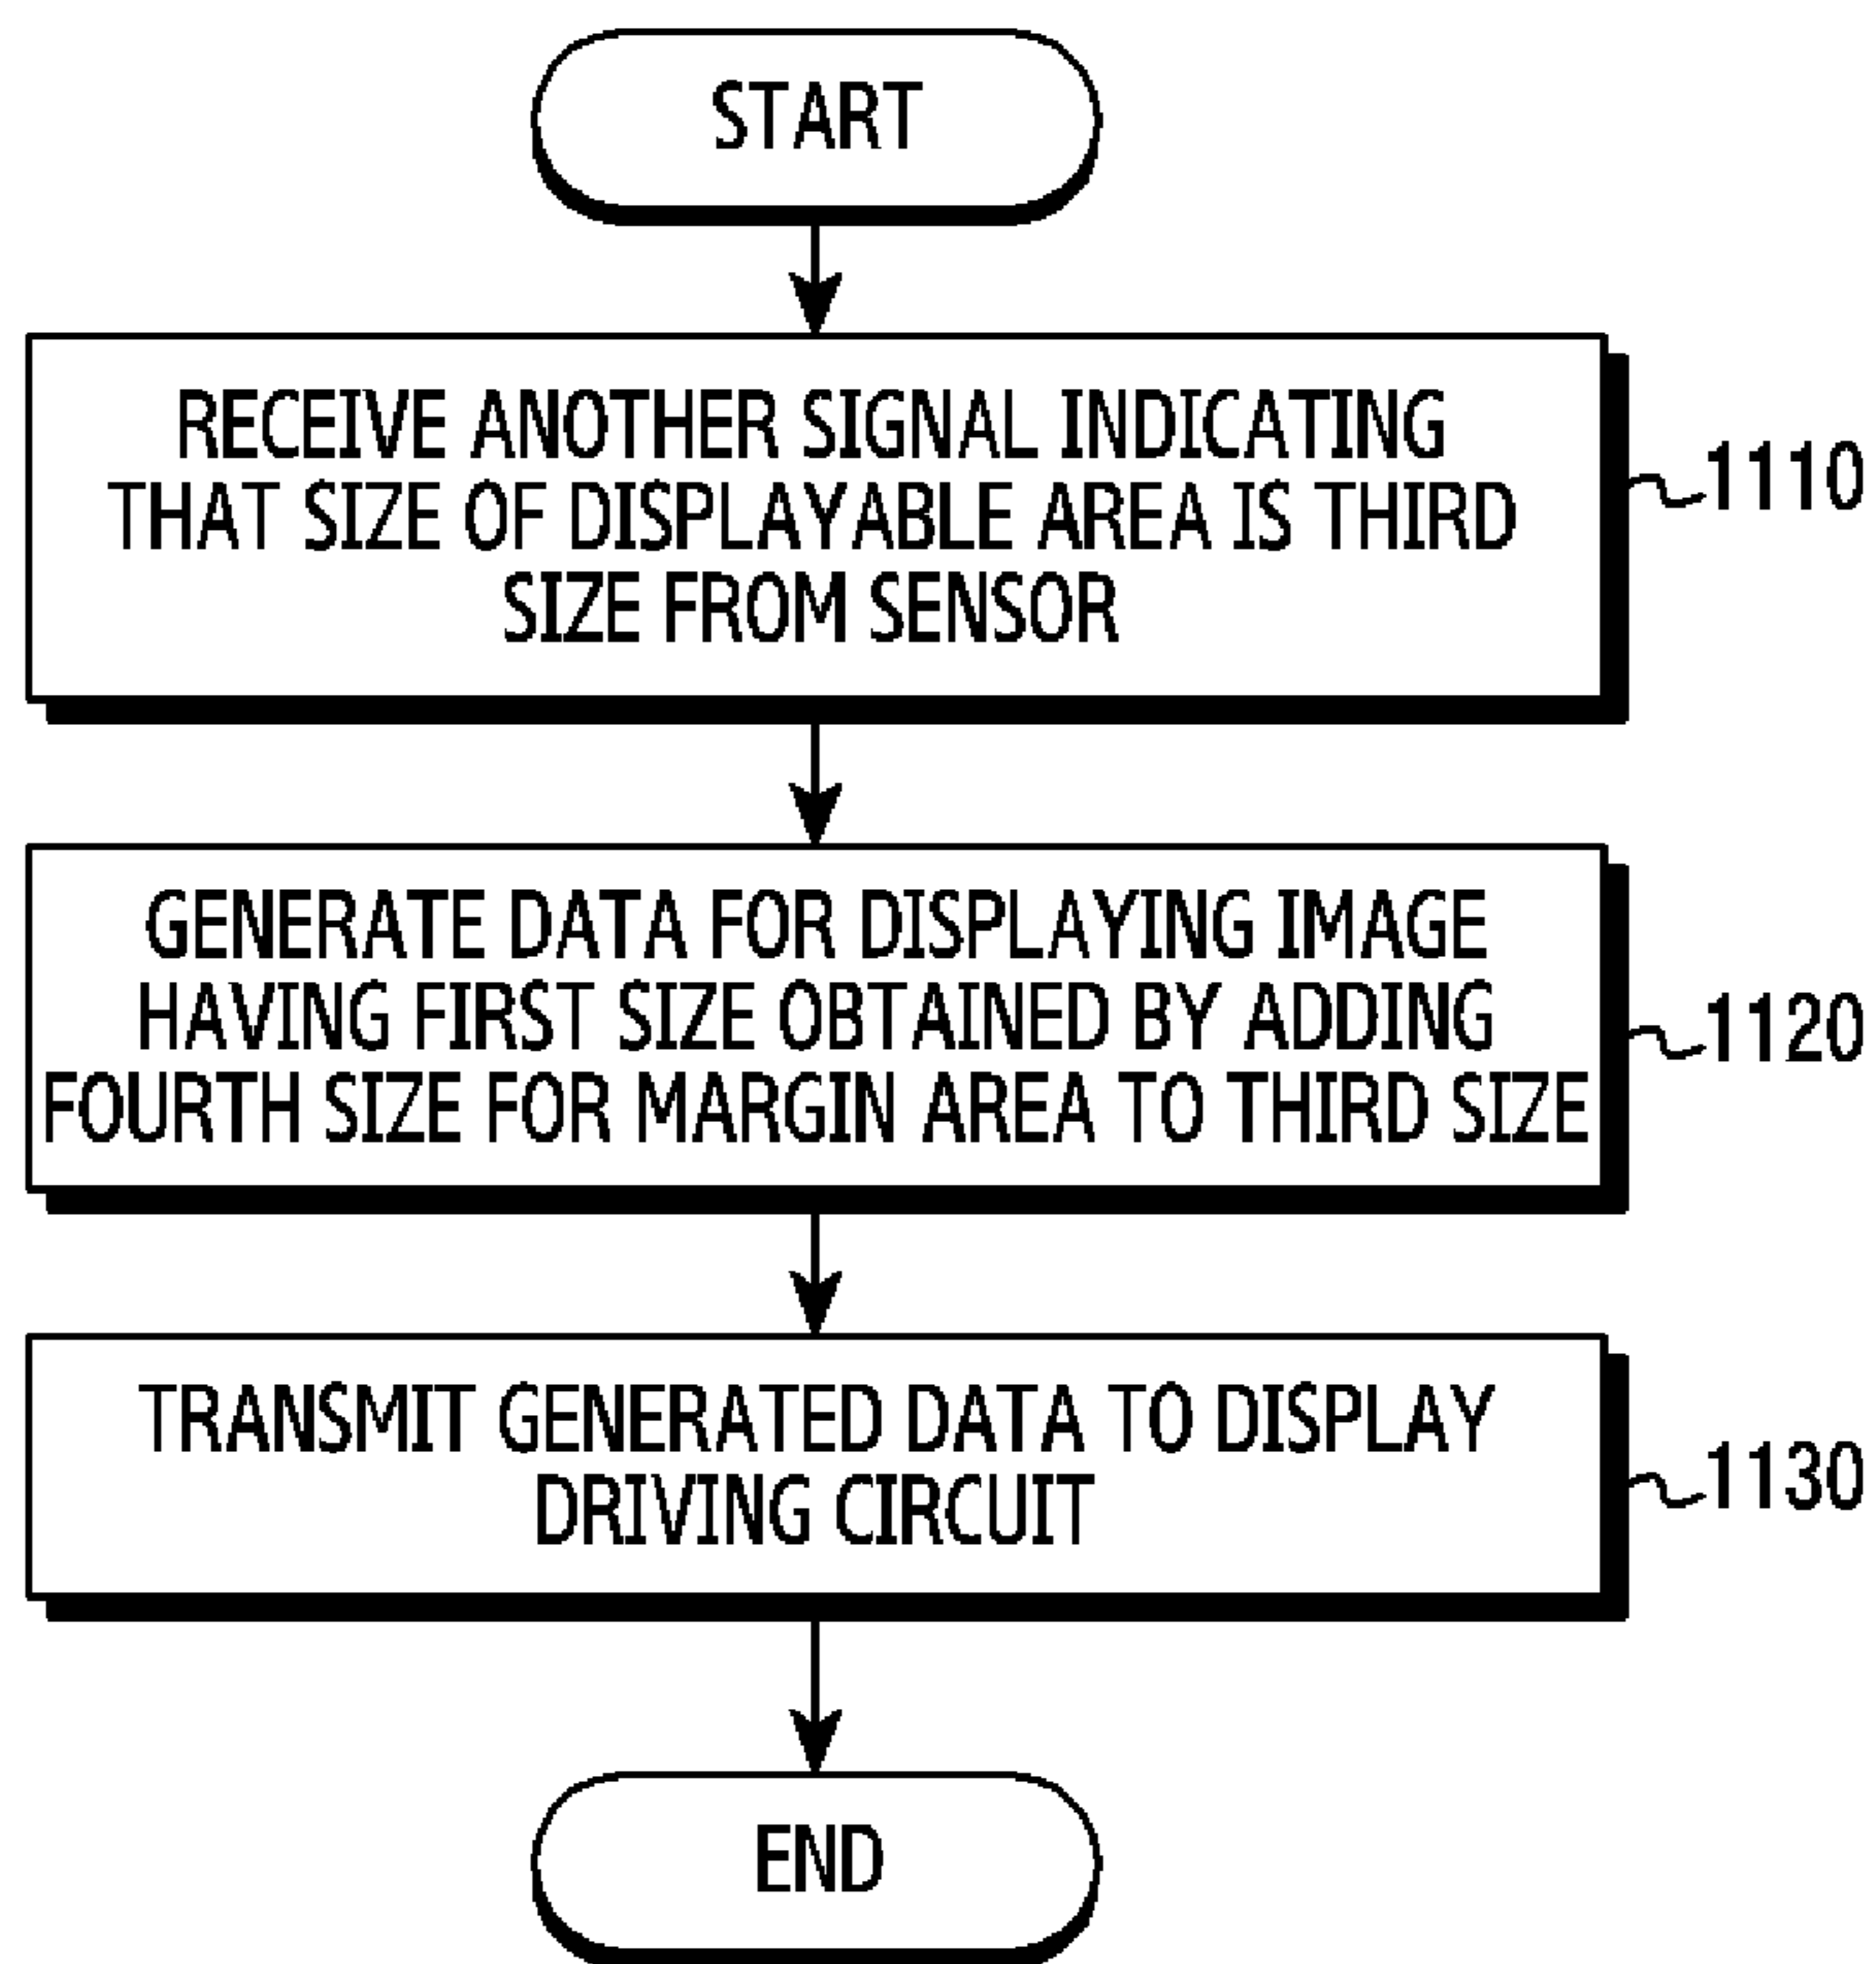 START
RECEIVE ANOTHER SIGNAL INDICATING
THAT SIZE OF DISPLAYABLE AREA IS THIRD
SIZE FROM SENSOR
1110
GENERATE DATA FOR DISPLAYING IMAGE
HAVING FIRST SIZE OBTAINED BY ADDING
FOURTH SIZE FOR MARGIN AREA TO THIRD SIZE
1120
TRANSMIT GENERATED DATA TO DISPLAY
DRIVING CIRCUIT
1130
END